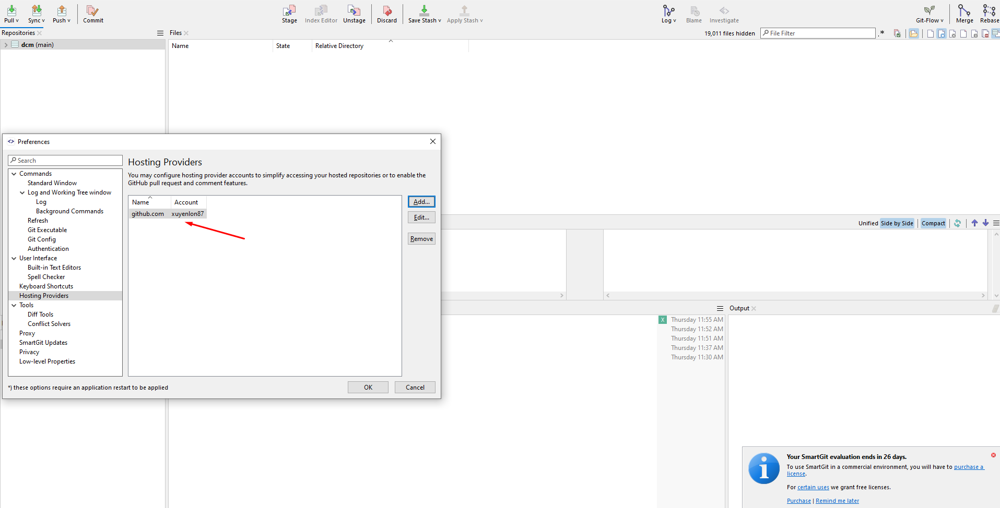 Pull Sync Push Commit Stage Index Editor Unstage Discard Save Stash Apply Stash Log Blame Investigate Git-Flow Merge Rebase
Repositories
Files
19,011 files hidden
File Filter
.*
dcm (main)
Name State Relative Directory
Preferences
Search
Commands
Standard Window
Log and Working Tree window
Log
Background Commands
Refresh
Git Executable
Git Config
Authentication
User Interface
Built-in Text Editors
Spell Checker
Keyboard Shortcuts
Hosting Providers
Tools
Diff Tools
Conflict Solvers
Proxy
SmartGit Updates
Privacy
Low-level Properties
Hosting Providers
You may configure hosting provider accounts to simplify accessing your hosted repositories or to enable the
GitHub pull request and comment features.
Name Account
github.com xuyenlon87
Add...
Edit...
Remove
*) these options require an application restart to be applied
OK Cancel
Unified Side by Side Compact
Output
X Thursday 11:55 AM
Thursday 11:52 AM
Thursday 11:51 AM
Thursday 11:37 AM
Thursday 11:30 AM
Your SmartGit evaluation ends in 26 days.
To use SmartGit in a commercial environment, you will have to purchase a
license.
For certain uses we grant free licenses.
Purchase | Remind me later